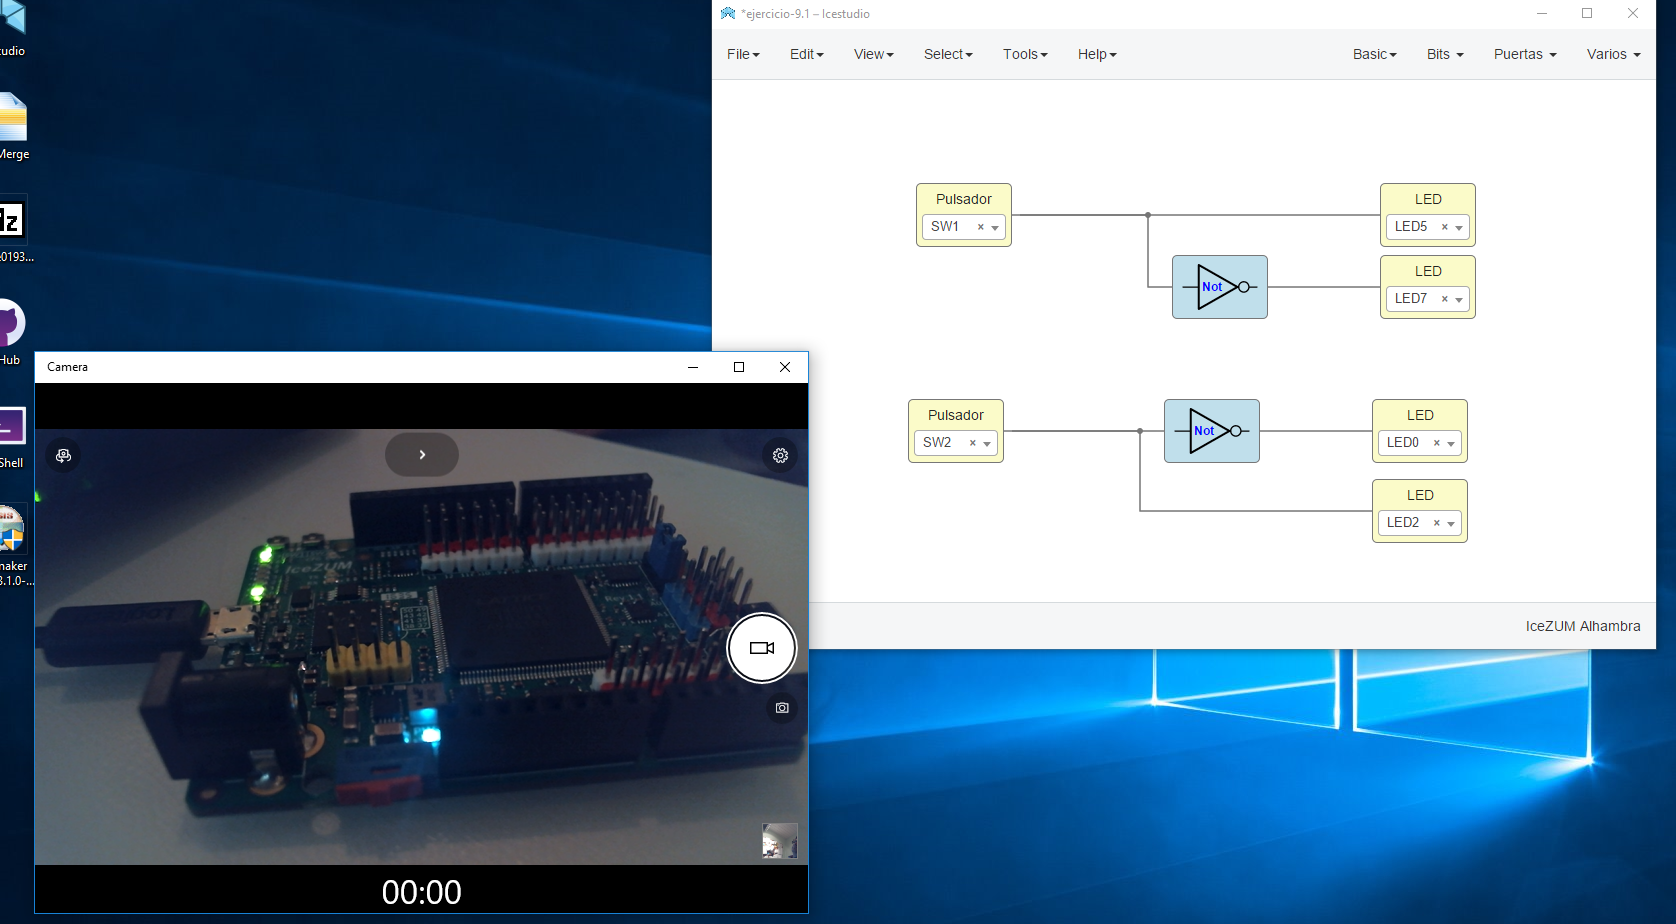 *ejercicio-9.1 – Icestudio
File
Edit
View
Select
Tools
Help
Basic
Bits
Puertas
Varios
Pulsador
SW1
Not
LED
LED5
LED
LED7
Pulsador
SW2
Not
LED
LED0
LED
LED2
IceZUM Alhambra
udio
Merge
z
0193...
Hub
Shell
maker
3.1.0-...
Camera
IceZUM
00:00